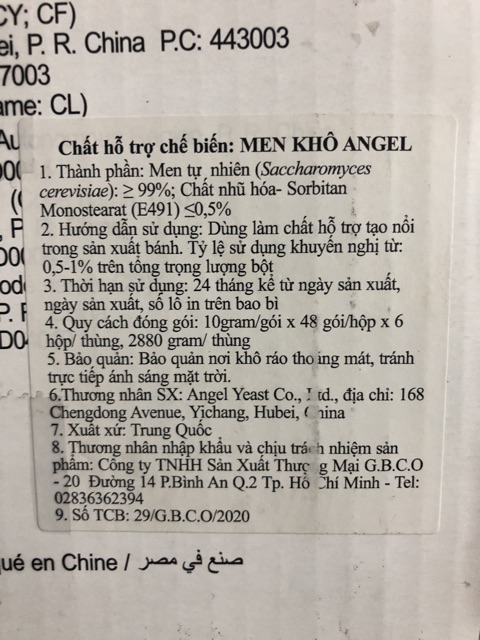 CY; CF)
ei, P. R. China P.C: 443003
7003
ame: CL)
Chất hỗ trợ chế biến: MEN KHÔ ANGEL
1. Thành phần: Men tự nhiên (Saccharomyces
cerevisiae): ≥ 99%; Chất nhũ hóa- Sorbitan
Monostearat (E491) ≤0,5%
2. Hướng dẫn sử dụng: Dùng làm chất hỗ trợ tạo nổi
trong sản xuất bánh. Tỷ lệ sử dụng khuyến nghị từ:
0,5-1% trên tổng trọng lượng bột
3. Thời hạn sử dụng: 24 tháng kể từ ngày sản xuất,
ngày sản xuất, số lô in trên bao bì
4. Quy cách đóng gói: 10gram/gói x 48 gói/hộp x 6
hộp/ thùng, 2880 gram/ thùng
5. Bảo quản: Bảo quản nơi khô ráo thoáng mát, tránh
trực tiếp ánh sáng mặt trời.
6.Thương nhân SX: Angel Yeast Co., Ltd., địa chỉ: 168
Chengdong Avenue, Yichang, Hubei, China
7. Xuất xứ: Trung Quốc
8. Thương nhân nhập khẩu và chịu trách nhiệm sản
phẩm: Công ty TNHH Sản Xuất Thương Mại G.B.C.O
- 20 Đường 14 P.Bình An Q.2 Tp. Hồ Chí Minh - Tel:
02836362394
9. Số TCB: 29/G.B.C.O/2020
qué en Chine / صنع في مصر